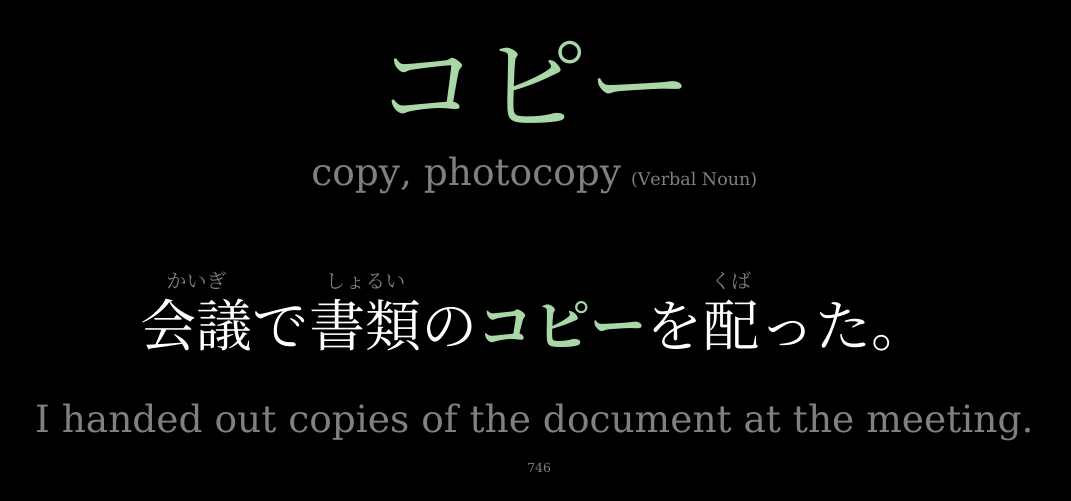 コピー
copy, photocopy (Verbal Noun)
かいぎ しょるい くば
会議で書類のコピーを配った。
I handed out copies of the document at the meeting.
746